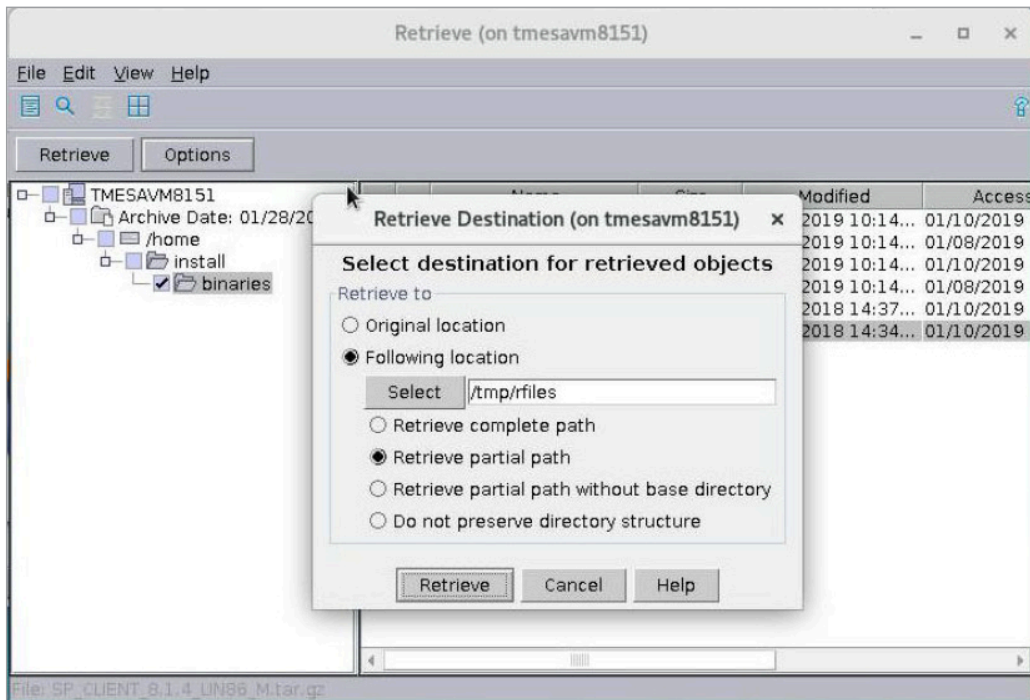 Retrieve (on tmesavm8151)
File Edit View Help
Retrieve Options
TMESAVM8151
Archive Date: 01/28/20
/home
install
binaries
Modified Access
2019 10:14... 01/10/2019
2019 10:14... 01/08/2019
2019 10:14... 01/10/2019
2019 10:14... 01/08/2019
2018 14:37... 01/10/2019
2018 14:34... 01/10/2019
Retrieve Destination (on tmesavm8151)
Select destination for retrieved objects
Retrieve to
Original location
Following location
Select /tmp/rfiles
Retrieve complete path
Retrieve partial path
Retrieve partial path without base directory
Do not preserve directory structure
Retrieve Cancel Help
File: SP_CLIENT_8.1.4_LIN86_M.tar.gz